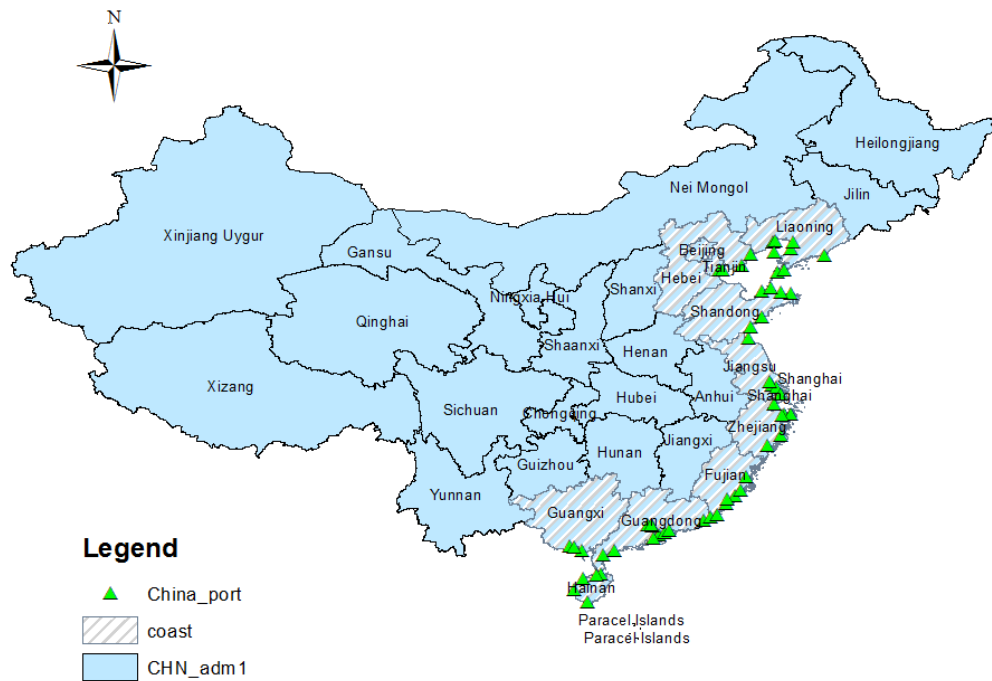 N
Heilongjiang
Nei Mongol
Jilin
Xinjiang Uygur
Liaoning
Gansu
Beijing
Tianjin
Hebei
Ningxia Hui
Shanxi
Shandong
Qinghai
Shaanxi
Henan
Jiangsu
Shanghai
Xizang
Sichuan
Chongqing
Hubei
Anhui
Shanghai
Zhejiang
Hunan
Jiangxi
Guizhou
Fujian
Yunnan
Guangxi
Guangdong
Legend
China_port
Hainan
Paracel Islands
coast
Paracel Islands
CHN_adm1